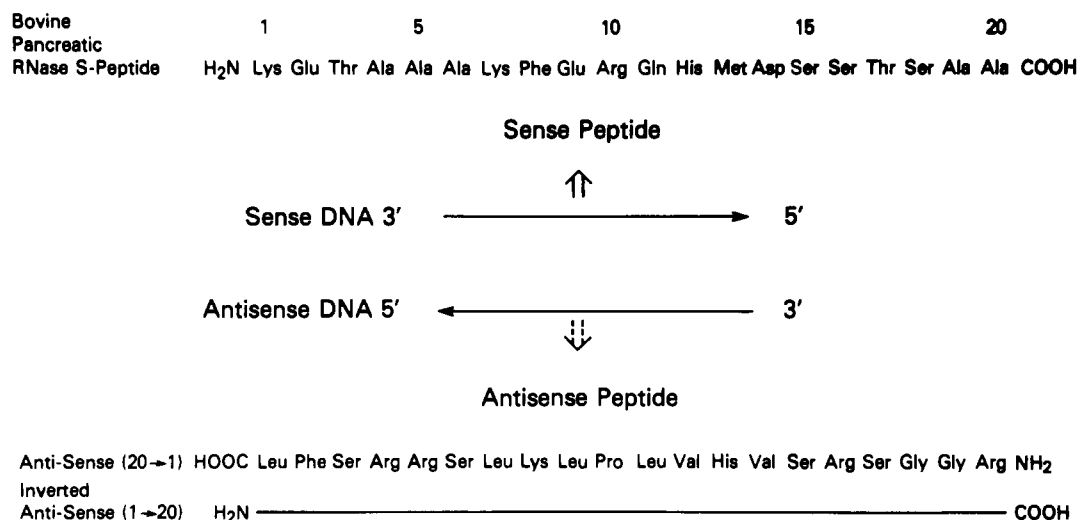 Bovine 1 5 10 15 20
Pancreatic
RNase S-Peptide H₂N Lys Glu Thr Ala Ala Ala Lys Phe Glu Arg Gln His Met Asp Ser Ser Thr Ser Ala Ala COOH
Sense Peptide
⇑
Sense DNA 3′ → 5′
Antisense DNA 5′ ← 3′
⇓
Antisense Peptide
Anti-Sense (20→1) HOOC Leu Phe Ser Arg Arg Ser Leu Lys Leu Pro Leu Val His Val Ser Arg Ser Gly Gly Arg NH₂
Inverted
Anti-Sense (1→20) H₂N COOH